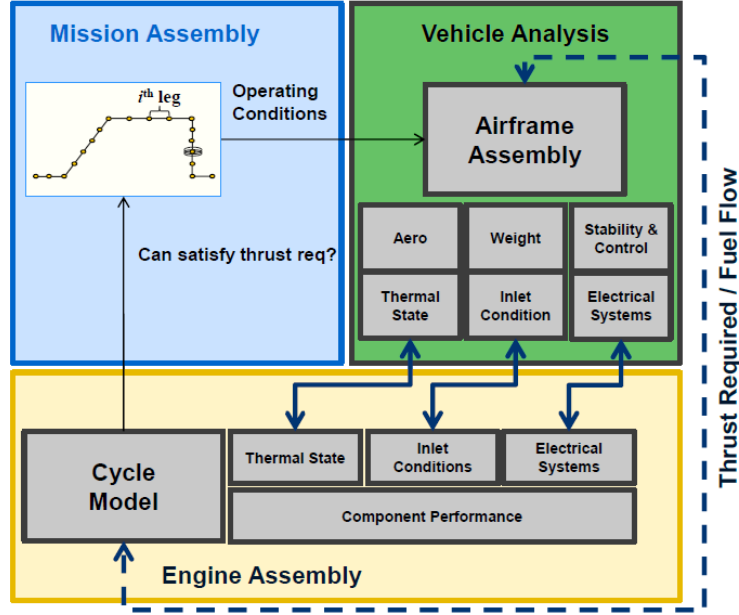 Mission Assembly
i th leg
Operating
Conditions
Can satisfy thrust req?
Vehicle Analysis
Airframe
Assembly
Aero
Weight
Stability &
Control
Thermal
State
Inlet
Condition
Electrical
Systems
Thrust Required / Fuel Flow
Cycle
Model
Thermal State
Inlet
Conditions
Electrical
Systems
Component Performance
Engine Assembly